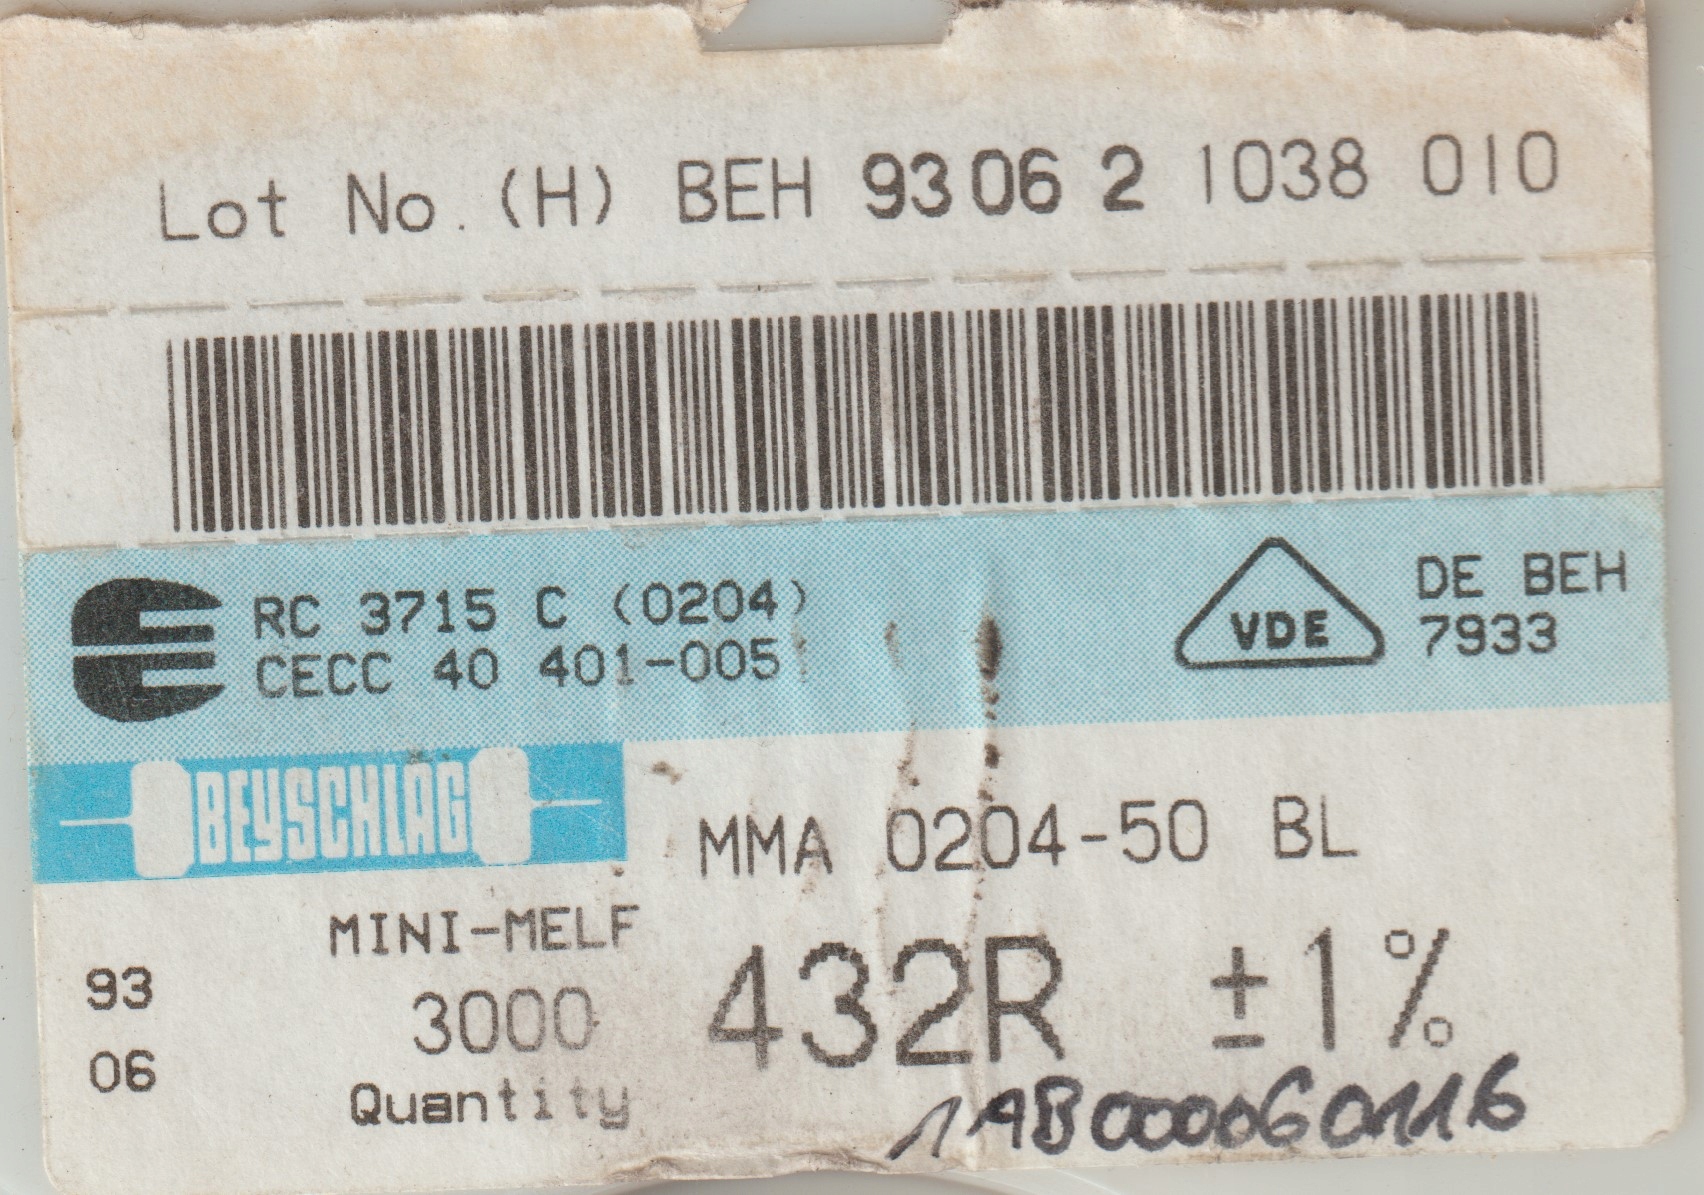 Lot No. (H) BEH 93 06 2 1038 010
RC 3715 C (0204)
CECC 40 401-005
VDE
DE BEH
7933
BEYSCHLAG
MMA 0204-50 BL
MINI-MELF
93
06
3000
Quantity
432R ±1%
1AB000060116